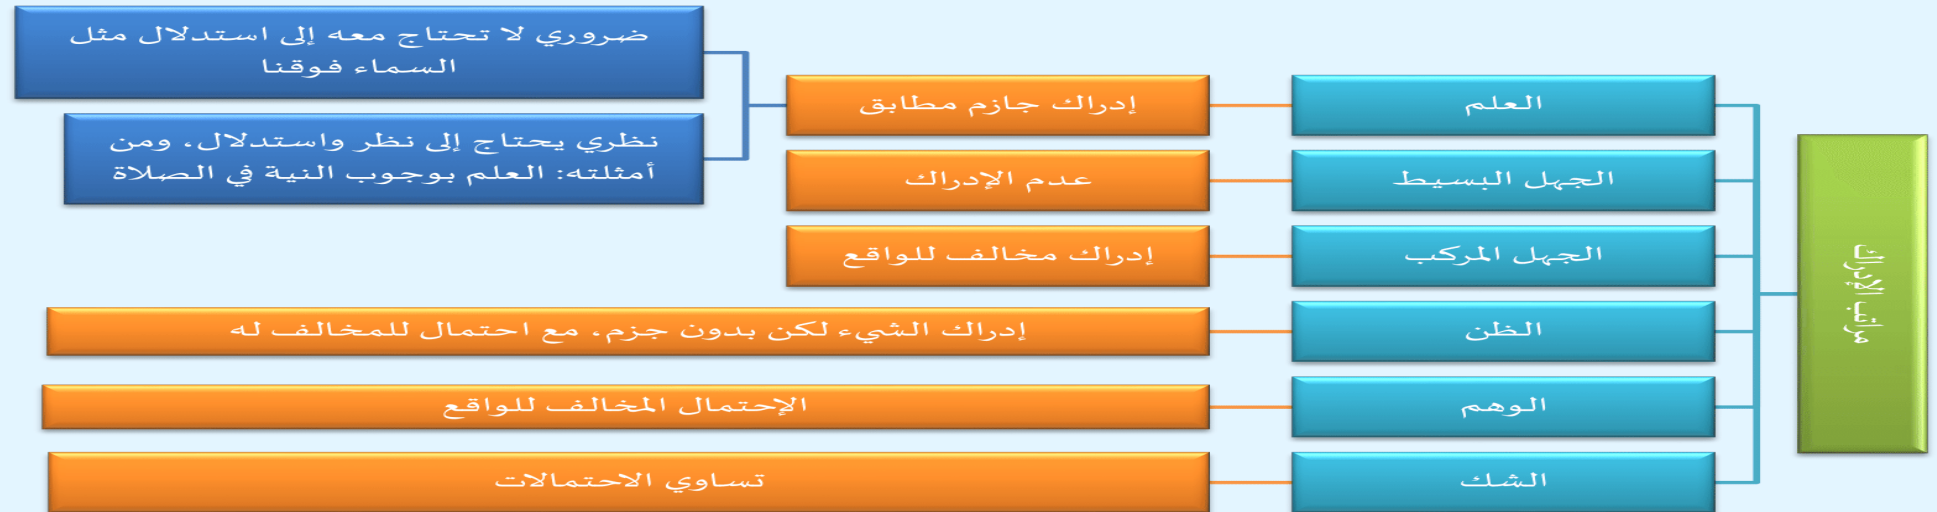 مراتب الإدراك
العلم
إدراك جازم مطابق
ضروري لا تحتاج معه إلى استدلال مثل
السماء فوقنا
نظري يحتاج إلى نظر واستدلال، ومن
أمثلته: العلم بوجوب النية في الصلاة
الجهل البسيط
عدم الإدراك
الجهل المركب
إدراك مخالف للواقع
الظن
إدراك الشيء لكن بدون جزم، مع احتمال للمخالف له
الوهم
الإحتمال المخالف للواقع
الشك
تساوي الاحتمالات